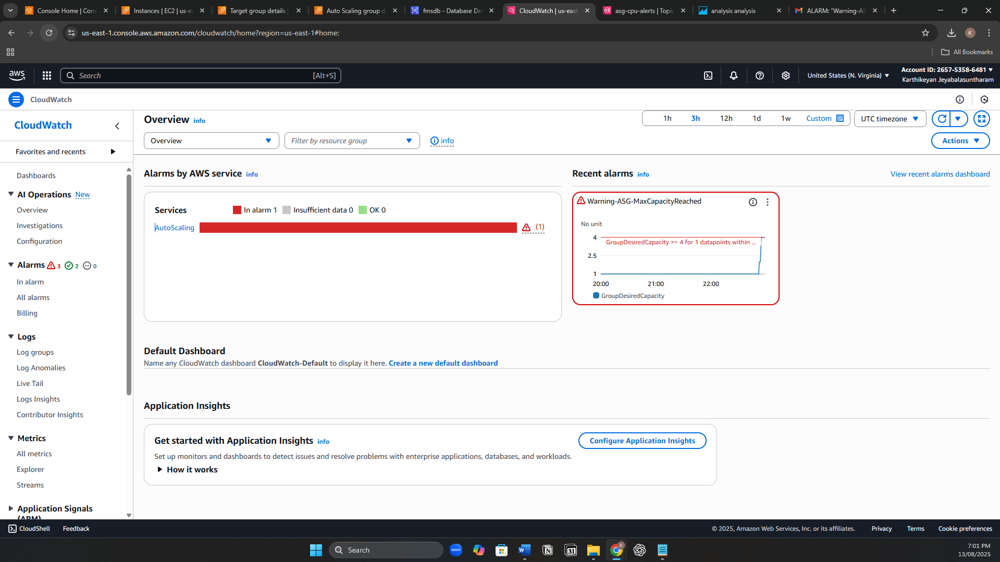 Console Home | Cons
Instances | EC2 | us-ea
Target group details |
Auto Scaling group d
fmsdb - Database De
CloudWatch | us-east
asg-cpu-alerts | Topic
analysis analysis
ALARM: "Warning-AS
us-east-1.console.aws.amazon.com/cloudwatch/home?region=us-east-1#home:
K
All Bookmarks
aws
Search
[Alt+S]
United States (N. Virginia)
Account ID: 2657-5358-6481
Karthikeyan Jeyabalasuntharam
CloudWatch
CloudWatch
Favorites and recents
Dashboards
AI Operations New
Overview
Investigations
Configuration
Alarms 3 2 0
In alarm
All alarms
Billing
Logs
Log groups
Log Anomalies
Live Tail
Logs Insights
Contributor Insights
Metrics
All metrics
Explorer
Streams
Application Signals
(APM)
Overview info
1h 3h 12h 1d 1w Custom
UTC timezone
Overview
Filter by resource group
info
Actions
Alarms by AWS service info
Services
In alarm 1 Insufficient data 0 OK 0
AutoScaling
(1)
Recent alarms info
View recent alarms dashboard
Warning-ASG-MaxCapacityReached
No unit
4
GroupDesiredCapacity >= 4 for 1 datapoints within ...
2.5
1
20:00 21:00 22:00
GroupDesiredCapacity
Default Dashboard
Name any CloudWatch dashboard CloudWatch-Default to display it here. Create a new default dashboard
Application Insights
Get started with Application Insights info
Configure Application Insights
Set up monitors and dashboards to detect issues and resolve problems with enterprise applications, databases, and workloads.
How it works
CloudShell
Feedback
© 2025, Amazon Web Services, Inc. or its affiliates.
Privacy
Terms
Cookie preferences
Search
zoom
W
N
31
K
7:01 PM
13/08/2025